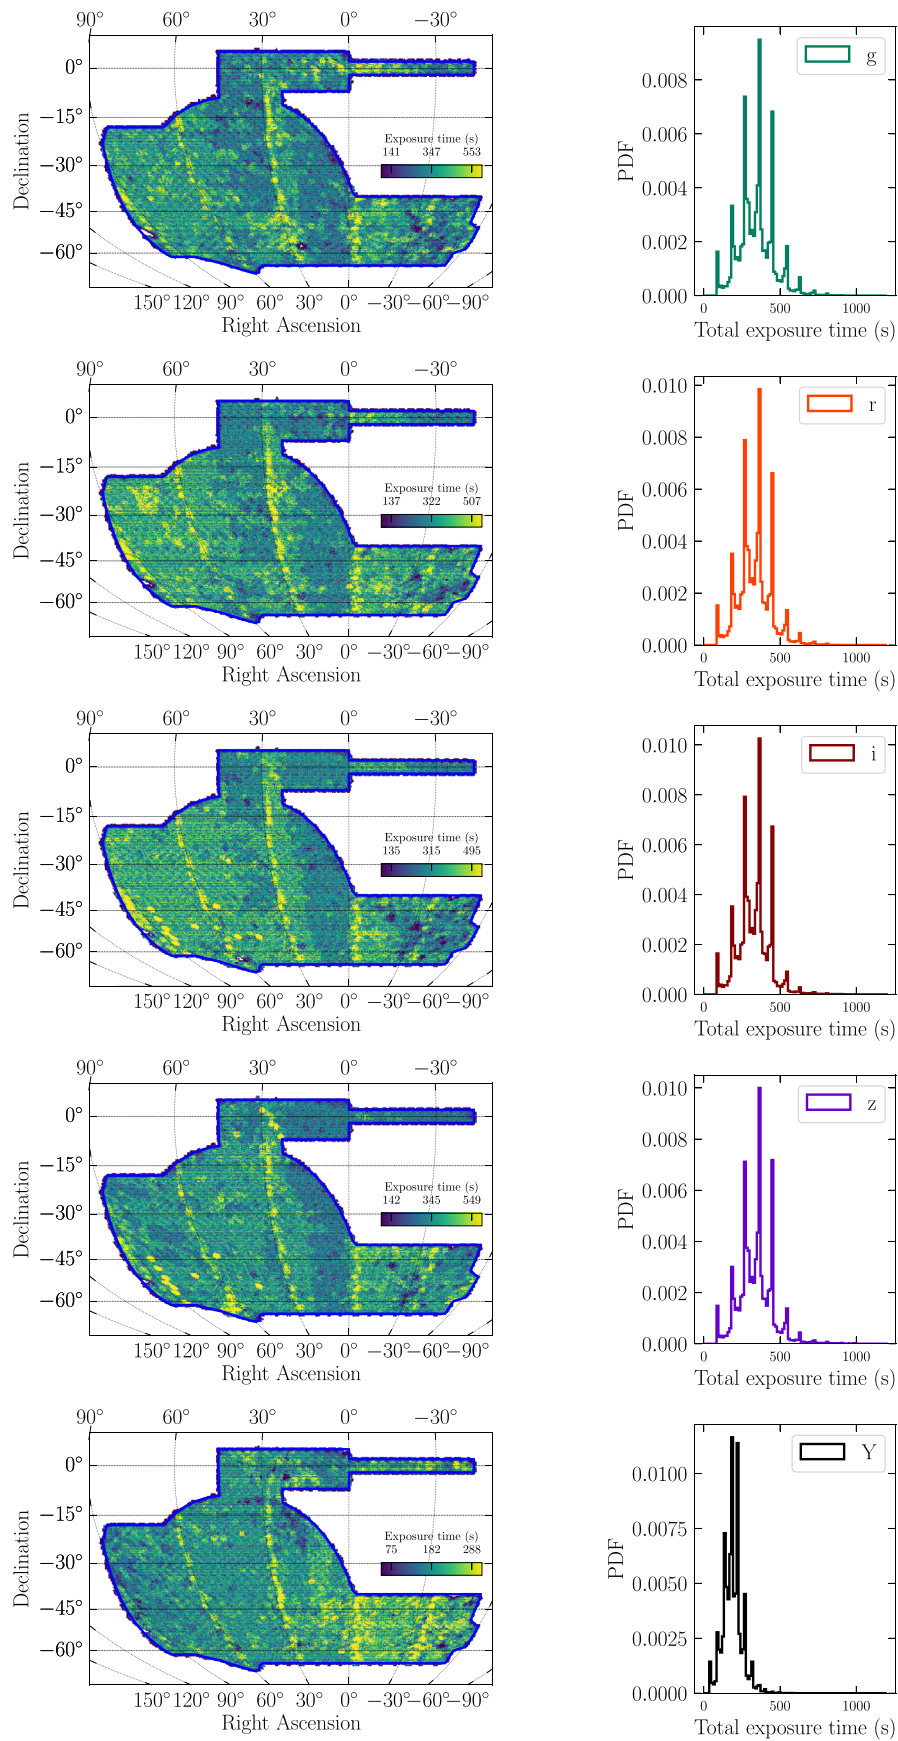 90° 60° 30° 0° −30°
0°
−15°
−30°
−45°
−60°
Declination
Exposure time (s)
141 347 553
150° 120° 90° 60° 30° 0° −30° −60° −90°
Right Ascension
g
0.008
0.006
0.004
0.002
0.000
PDF
0 500 1000
Total exposure time (s)
90° 60° 30° 0° −30°
0°
−15°
−30°
−45°
−60°
Declination
Exposure time (s)
137 322 507
150° 120° 90° 60° 30° 0° −30° −60° −90°
Right Ascension
r
0.010
0.008
0.006
0.004
0.002
0.000
PDF
0 500 1000
Total exposure time (s)
90° 60° 30° 0° −30°
0°
−15°
−30°
−45°
−60°
Declination
Exposure time (s)
135 315 495
150° 120° 90° 60° 30° 0° −30° −60° −90°
Right Ascension
i
0.010
0.008
0.006
0.004
0.002
0.000
PDF
0 500 1000
Total exposure time (s)
90° 60° 30° 0° −30°
0°
−15°
−30°
−45°
−60°
Declination
Exposure time (s)
142 345 549
150° 120° 90° 60° 30° 0° −30° −60° −90°
Right Ascension
z
0.010
0.008
0.006
0.004
0.002
0.000
PDF
0 500 1000
Total exposure time (s)
90° 60° 30° 0° −30°
0°
−15°
−30°
−45°
−60°
Declination
Exposure time (s)
75 182 288
150° 120° 90° 60° 30° 0° −30° −60° −90°
Right Ascension
Y
0.0100
0.0075
0.0050
0.0025
0.0000
PDF
0 500 1000
Total exposure time (s)